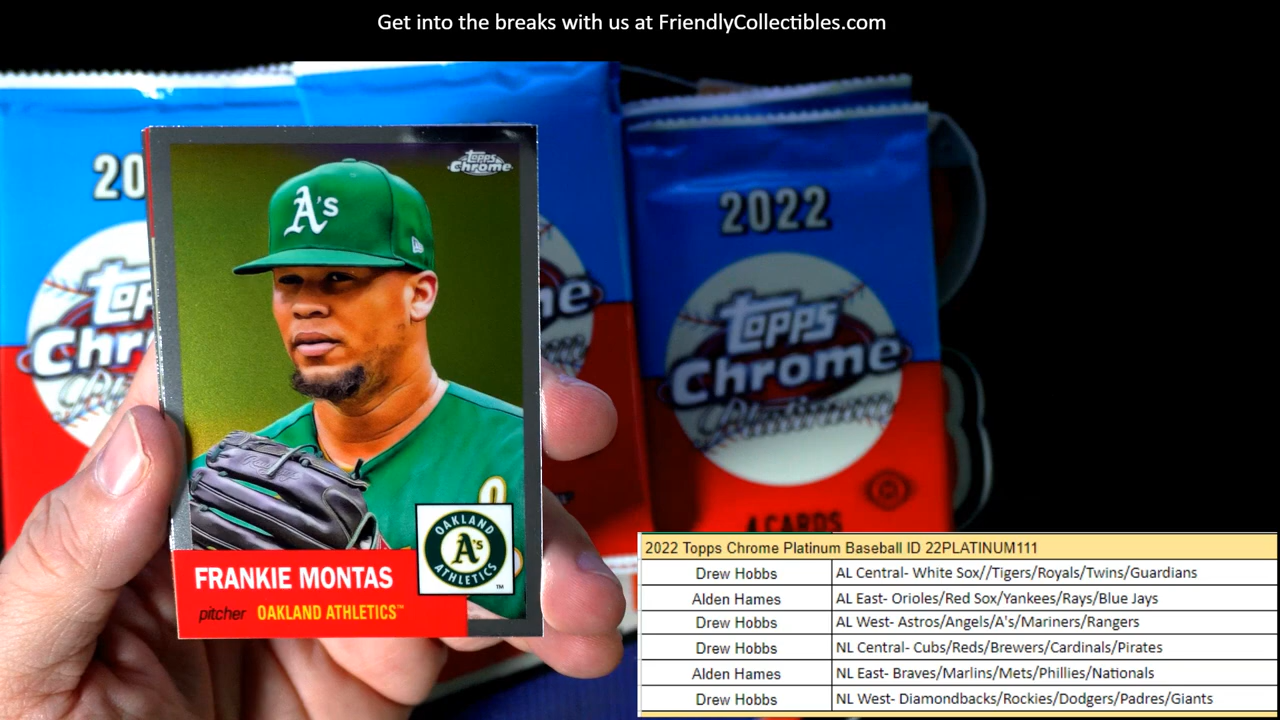 Get into the breaks with us at FriendlyCollectibles.com
20
2022
Topps
Chrome
A's
Topps
Chrome
Platinum
4 CARDS
OAKLAND
A's
ATHLETICS
TM
FRANKIE MONTAS
pitcher OAKLAND ATHLETICS™
2022 Topps Chrome Platinum Baseball ID 22PLATINUM111
Drew Hobbs AL Central- White Sox//Tigers/Royals/Twins/Guardians
Alden Hames AL East- Orioles/Red Sox/Yankees/Rays/Blue Jays
Drew Hobbs AL West- Astros/Angels/A's/Mariners/Rangers
Drew Hobbs NL Central- Cubs/Reds/Brewers/Cardinals/Pirates
Alden Hames NL East- Braves/Marlins/Mets/Phillies/Nationals
Drew Hobbs NL West- Diamondbacks/Rockies/Dodgers/Padres/Giants